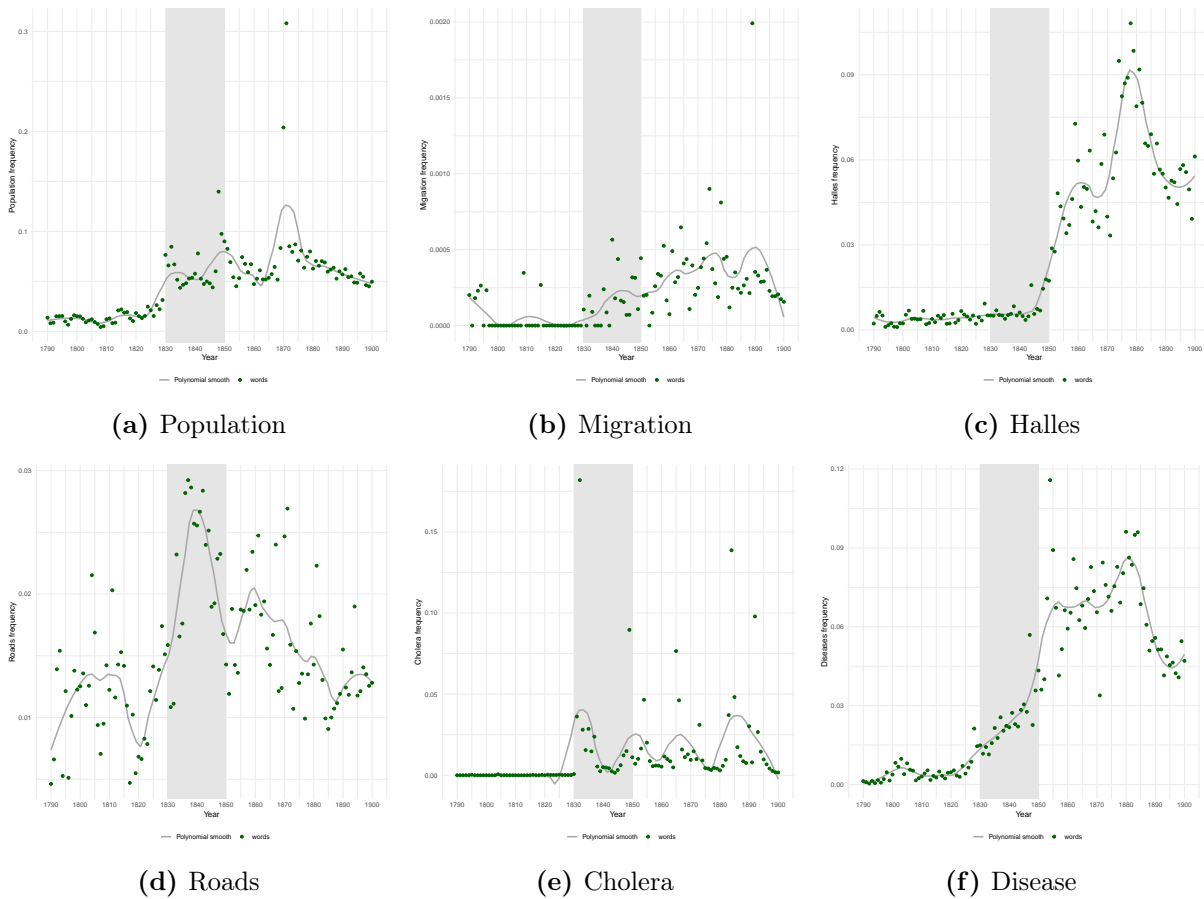 0.3
0.2
0.1
0.0
Population frequency
1790 1800 1810 1820 1830 1840 1850 1860 1870 1880 1890 1900
Year
Polynomial smooth words
(a) Population
0.0020
0.0015
0.0010
0.0005
0.0000
Migration frequency
1790 1800 1810 1820 1830 1840 1850 1860 1870 1880 1890 1900
Year
Polynomial smooth words
(b) Migration
0.09
0.06
0.03
0.00
Halles frequency
1790 1800 1810 1820 1830 1840 1850 1860 1870 1880 1890 1900
Year
Polynomial smooth words
(c) Halles
0.03
0.02
0.01
Roads frequency
1790 1800 1810 1820 1830 1840 1850 1860 1870 1880 1890 1900
Year
Polynomial smooth words
(d) Roads
0.15
0.10
0.05
0.00
Cholera frequency
1790 1800 1810 1820 1830 1840 1850 1860 1870 1880 1890 1900
Year
Polynomial smooth words
(e) Cholera
0.12
0.09
0.06
0.03
0.00
Diseases frequency
1790 1800 1810 1820 1830 1840 1850 1860 1870 1880 1890 1900
Year
Polynomial smooth words
(f) Disease